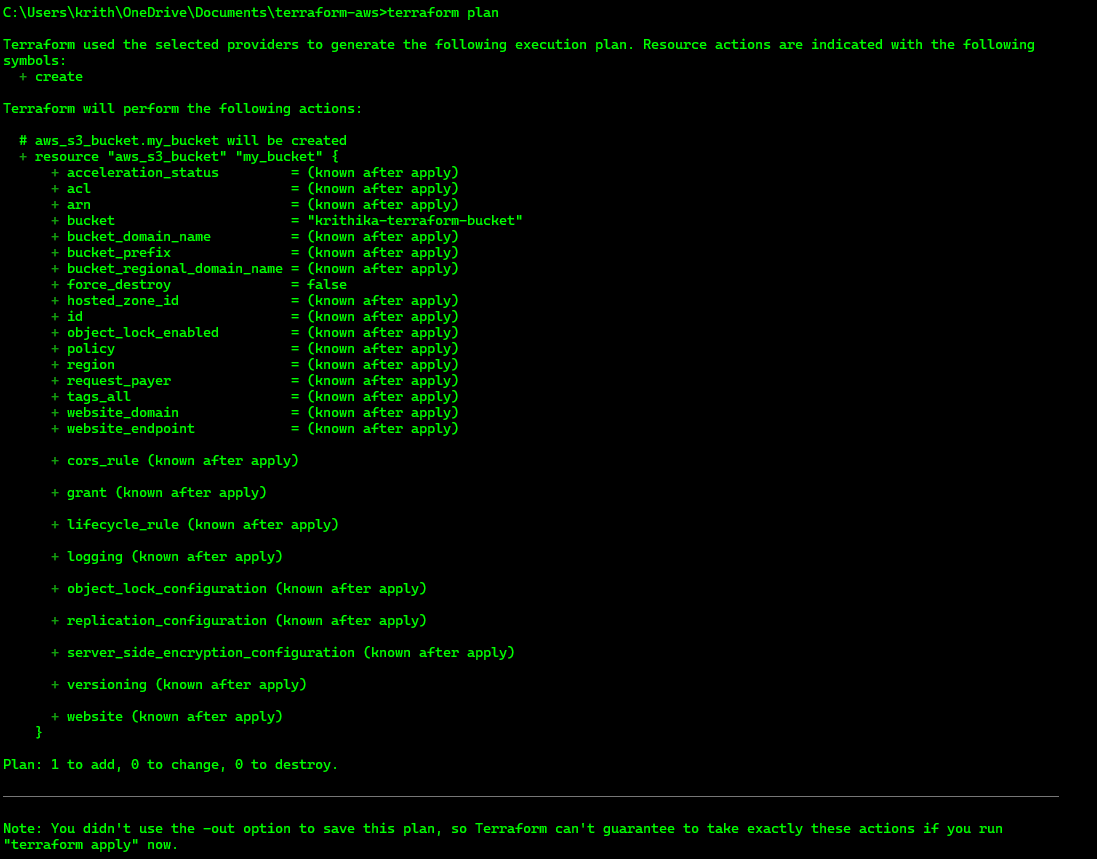 C:\Users\krith\OneDrive\Documents\terraform-aws>terraform plan
Terraform used the selected providers to generate the following execution plan. Resource actions are indicated with the following
symbols:
  + create
Terraform will perform the following actions:
  # aws_s3_bucket.my_bucket will be created
  + resource "aws_s3_bucket" "my_bucket" {
      + acceleration_status         = (known after apply)
      + acl                         = (known after apply)
      + arn                         = (known after apply)
      + bucket                      = "krithika-terraform-bucket"
      + bucket_domain_name          = (known after apply)
      + bucket_prefix               = (known after apply)
      + bucket_regional_domain_name = (known after apply)
      + force_destroy               = false
      + hosted_zone_id              = (known after apply)
      + id                          = (known after apply)
      + object_lock_enabled         = (known after apply)
      + policy                      = (known after apply)
      + region                      = (known after apply)
      + request_payer               = (known after apply)
      + tags_all                    = (known after apply)
      + website_domain              = (known after apply)
      + website_endpoint            = (known after apply)
      + cors_rule (known after apply)
      + grant (known after apply)
      + lifecycle_rule (known after apply)
      + logging (known after apply)
      + object_lock_configuration (known after apply)
      + replication_configuration (known after apply)
      + server_side_encryption_configuration (known after apply)
      + versioning (known after apply)
      + website (known after apply)
    }
Plan: 1 to add, 0 to change, 0 to destroy.
Note: You didn't use the -out option to save this plan, so Terraform can't guarantee to take exactly these actions if you run
"terraform apply" now.